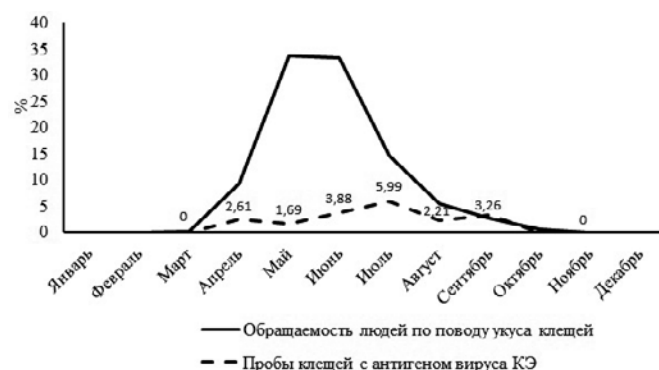 40
35
30
25
20
15
10
5
0
%
0
2,61
1,69
3,88
5,99
2,21
3,26
0
Январь
Февраль
Март
Апрель
Май
Июнь
Июль
Август
Сентябрь
Октябрь
Ноябрь
Декабрь
Обращаемость людей по поводу укуса клещей
Пробы клещей с антигеном вируса КЭ